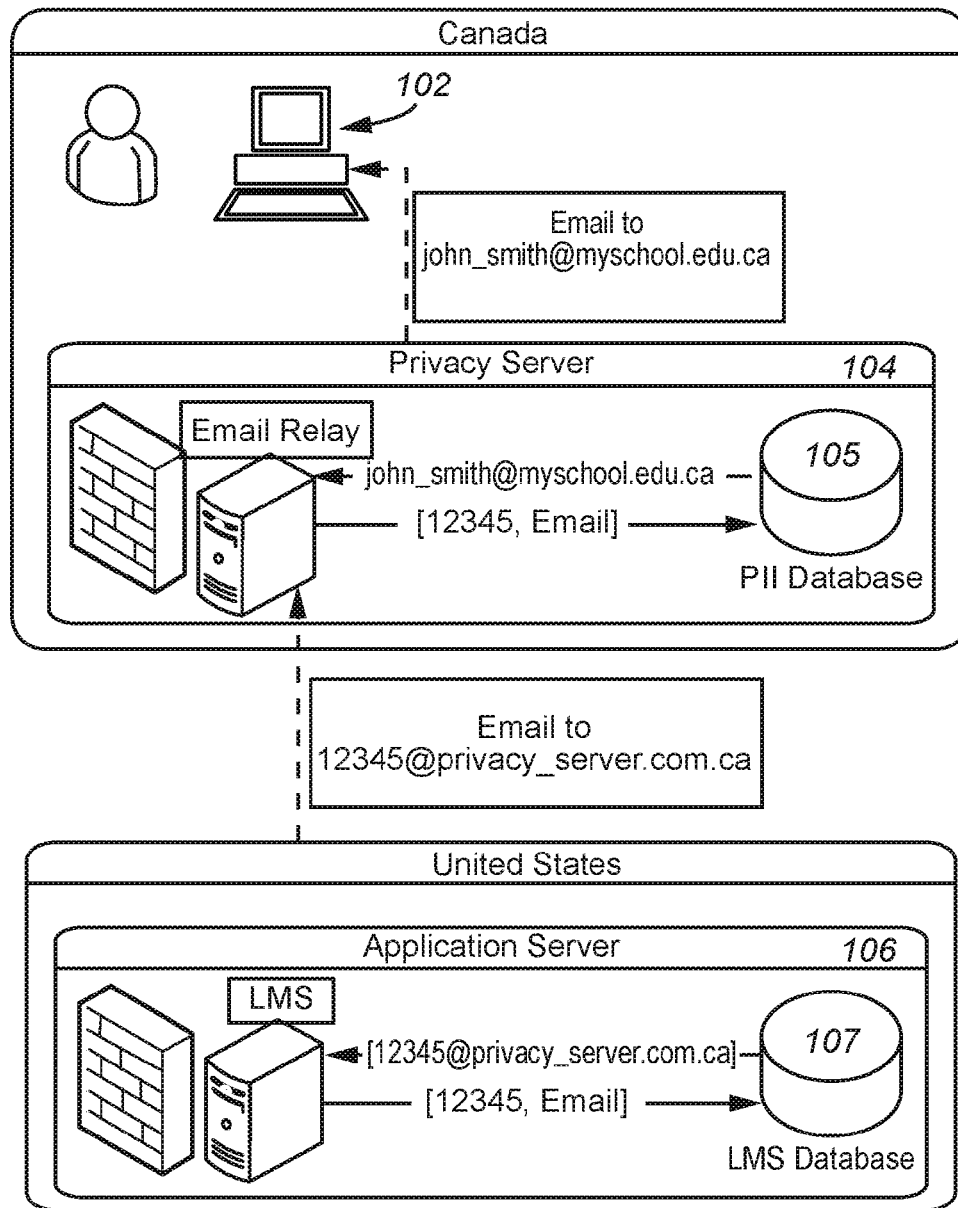 Canada
102
Email to
john_smith@myschool.edu.ca
Privacy Server
104
Email Relay
john_smith@myschool.edu.ca
105
[12345, Email]
PII Database
Email to
12345@privacy_server.com.ca
United States
Application Server
106
LMS
[12345@privacy_server.com.ca]
107
[12345, Email]
LMS Database